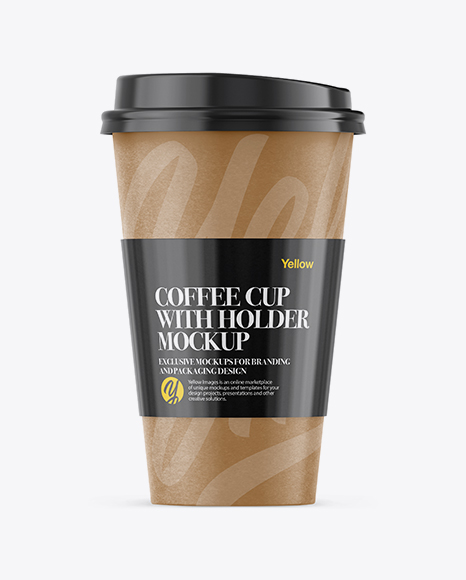 Yellow
COFFEE CUP
WITH HOLDER
MOCKUP
EXCLUSIVE MOCKUPS FOR BRANDING
AND PACKAGING DESIGN
Yellow Images is an online marketplace
of unique mockups and templates for your
design projects, presentations and other
creative solutions.